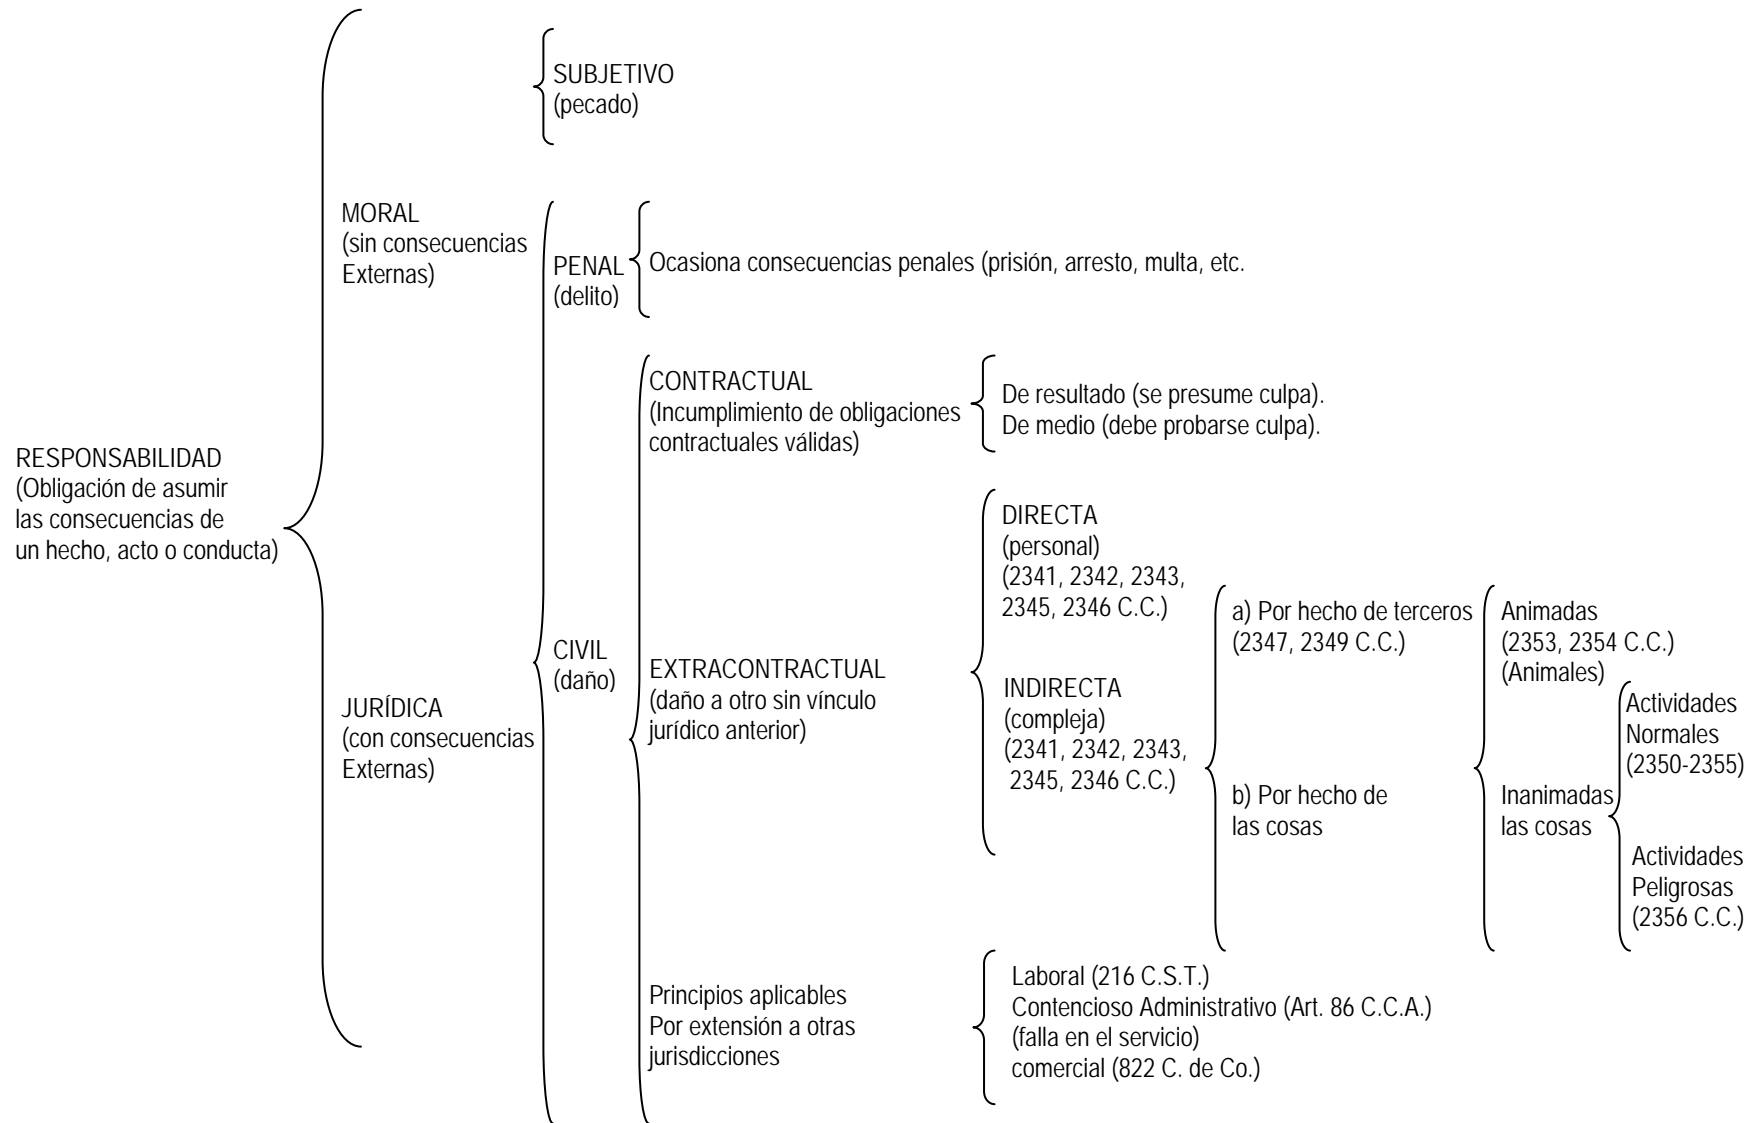 RESPONSABILIDAD
(Obligación de asumir
las consecuencias de
un hecho, acto o conducta)
MORAL
(sin consecuencias
Externas)
SUBJETIVO
(pecado)
JURÍDICA
(con consecuencias
Externas)
PENAL
(delito)
Ocasiona consecuencias penales (prisión, arresto, multa, etc.
CIVIL
(daño)
CONTRACTUAL
(Incumplimiento de obligaciones
contractuales válidas)
De resultado (se presume culpa).
De medio (debe probarse culpa).
EXTRACONTRACTUAL
(daño a otro sin vínculo
jurídico anterior)
DIRECTA
(personal)
(2341, 2342, 2343,
2345, 2346 C.C.)
INDIRECTA
(compleja)
(2341, 2342, 2343,
2345, 2346 C.C.)
a) Por hecho de terceros
(2347, 2349 C.C.)
b) Por hecho de
las cosas
Animadas
(2353, 2354 C.C.)
(Animales)
Inanimadas
las cosas
Actividades
Normales
(2350-2355)
Actividades
Peligrosas
(2356 C.C.)
Principios aplicables
Por extensión a otras
jurisdicciones
Laboral (216 C.S.T.)
Contencioso Administrativo (Art. 86 C.C.A.)
(falla en el servicio)
comercial (822 C. de Co.)